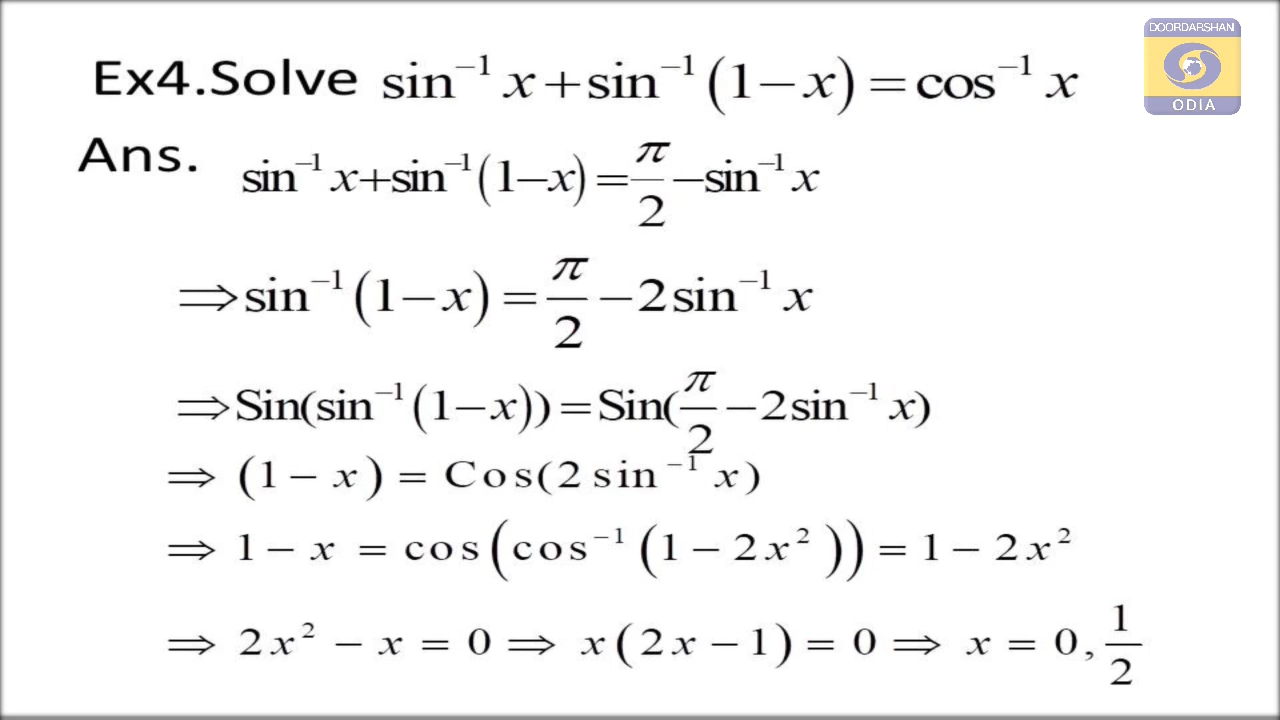 DOORDARSHAN
ODIA
Ex4.Solve sin⁻¹ x + sin⁻¹ (1 − x) = cos⁻¹ x
Ans. sin⁻¹ x + sin⁻¹ (1 − x) = π/2 − sin⁻¹ x
⇒ sin⁻¹ (1 − x) = π/2 − 2 sin⁻¹ x
⇒ Sin(sin⁻¹ (1 − x)) = Sin(π/2 − 2 sin⁻¹ x)
⇒ (1 − x) = Cos(2 sin⁻¹ x)
⇒ 1 − x = cos(cos⁻¹ (1 − 2x²)) = 1 − 2x²
⇒ 2x² − x = 0 ⇒ x(2x − 1) = 0 ⇒ x = 0, 1/2